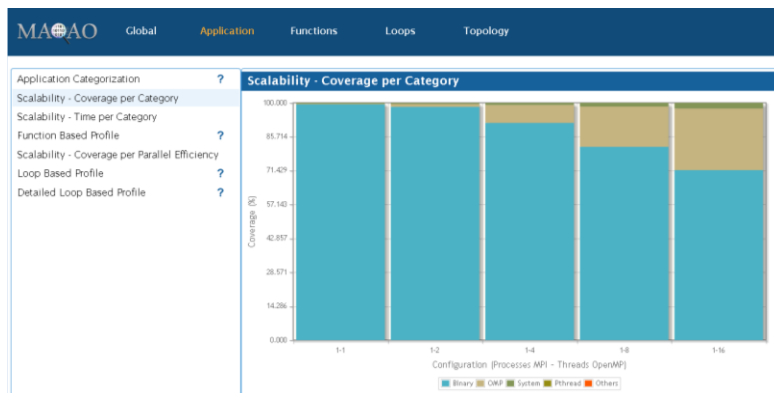 MAQAO Global Application Functions Loops Topology
Application Categorization ?
Scalability - Coverage per Category
Scalability - Time per Category
Function Based Profile ?
Scalability - Coverage per Parallel Efficiency
Loop Based Profile ?
Detailed Loop Based Profile ?
Scalability - Coverage per Category
100.000
85.714
71.429
57.143
42.857
28.571
14.286
0.000
Coverage (%)
1-1 1-2 1-4 1-8 1-16
Configuration (Processes MPI - Threads OpenMP)
Binary OMP System Pthread Others